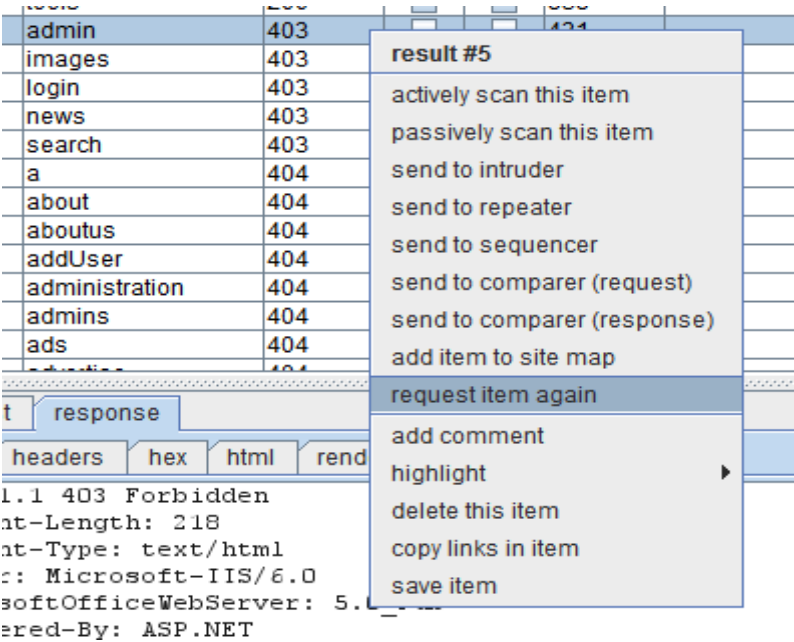 admin 403
result #5
images 403
login 403
news 403
search 403
a 404
about 404
aboutus 404
addUser 404
administration 404
admins 404
ads 404
actively scan this item
passively scan this item
send to intruder
send to repeater
send to sequencer
send to comparer (request)
send to comparer (response)
add item to site map
request item again
add comment
highlight
delete this item
copy links in item
save item
t response
headers hex html rend
1.1 403 Forbidden
nt-Length: 218
nt-Type: text/html
r: Microsoft-IIS/6.0
softOfficeWebServer:
ered-By: ASP.NET